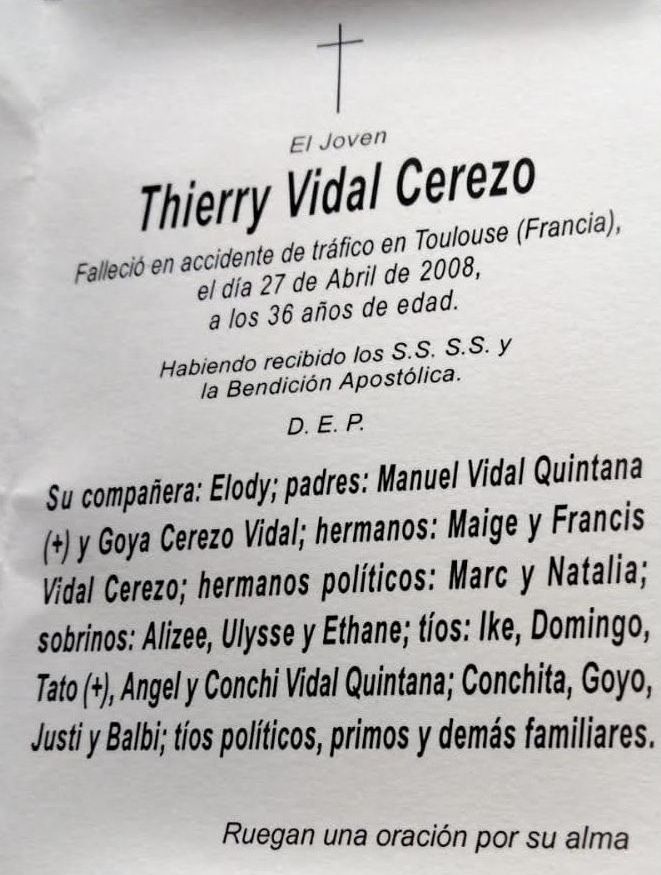 El Joven
Thierry Vidal Cerezo
Falleció en accidente de tráfico en Toulouse (Francia),
el día 27 de Abril de 2008,
a los 36 años de edad.
Habiendo recibido los S.S. S.S. y
la Bendición Apostólica.
D. E. P.
Su compañera: Elody; padres: Manuel Vidal Quintana
(+) y Goya Cerezo Vidal; hermanos: Maige y Francis
Vidal Cerezo; hermanos políticos: Marc y Natalia;
sobrinos: Alizee, Ulysse y Ethane; tíos: Ike, Domingo,
Tato (+), Angel y Conchi Vidal Quintana; Conchita, Goyo,
Justi y Balbi; tíos políticos, primos y demás familiares.
Ruegan una oración por su alma